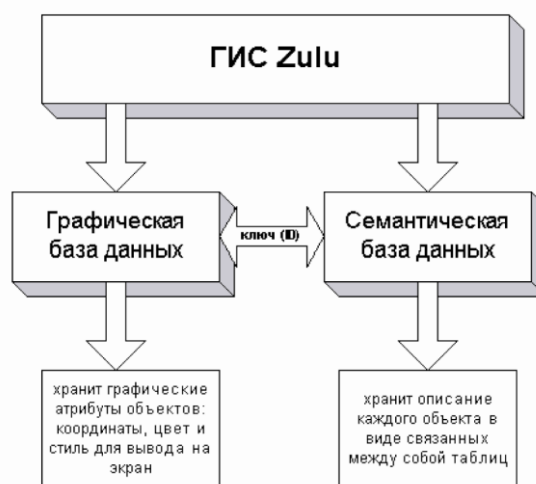 ГИС Zulu
Графическая
база данных
ключ (ID)
Семантическая
база данных
хранит графические
атрибуты объектов:
координаты, цвет и
стиль для вывода на
экран
хранит описание
каждого объекта в
виде связанных
между собой таблиц